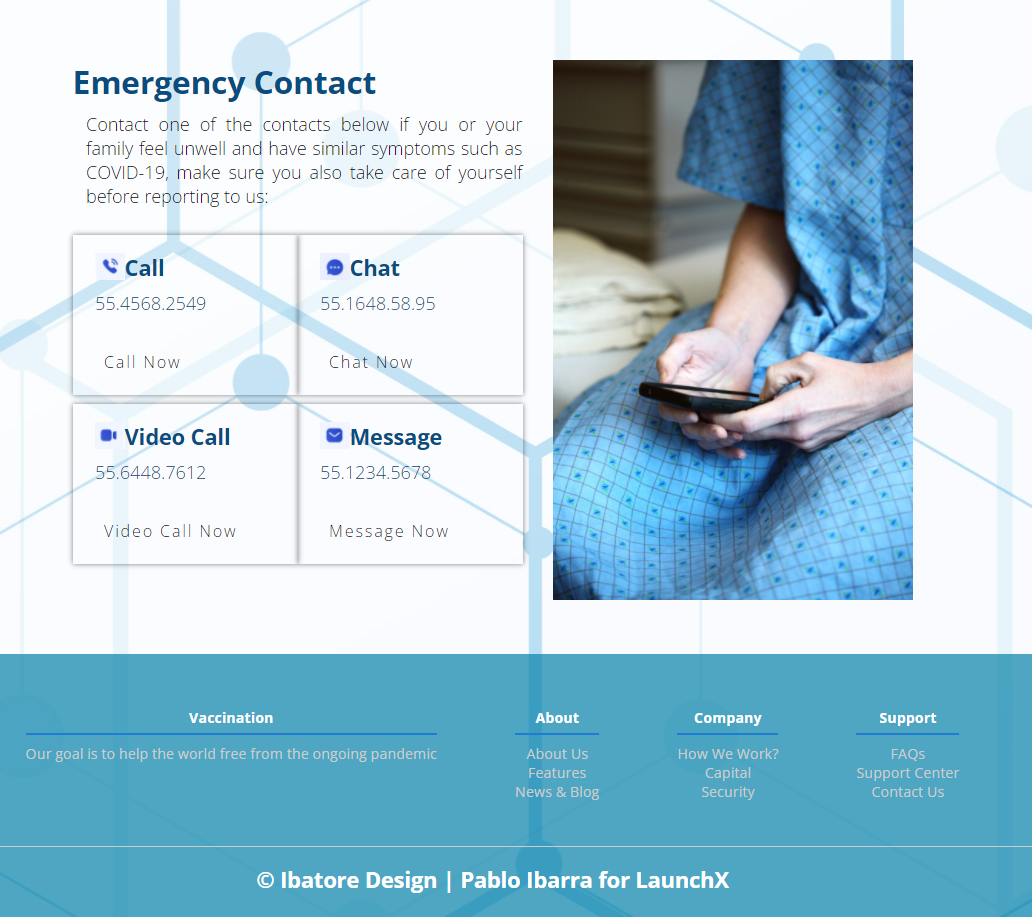 Emergency Contact
Contact one of the contacts below if you or your
family feel unwell and have similar symptoms such as
COVID-19, make sure you also take care of yourself
before reporting to us:
Call
55.4568.2549
Call Now
Chat
55.1648.58.95
Chat Now
Video Call
55.6448.7612
Video Call Now
Message
55.1234.5678
Message Now
Vaccination
Our goal is to help the world free from the ongoing pandemic
About
About Us
Features
News & Blog
Company
How We Work?
Capital
Security
Support
FAQs
Support Center
Contact Us
© Ibatore Design | Pablo Ibarra for LaunchX